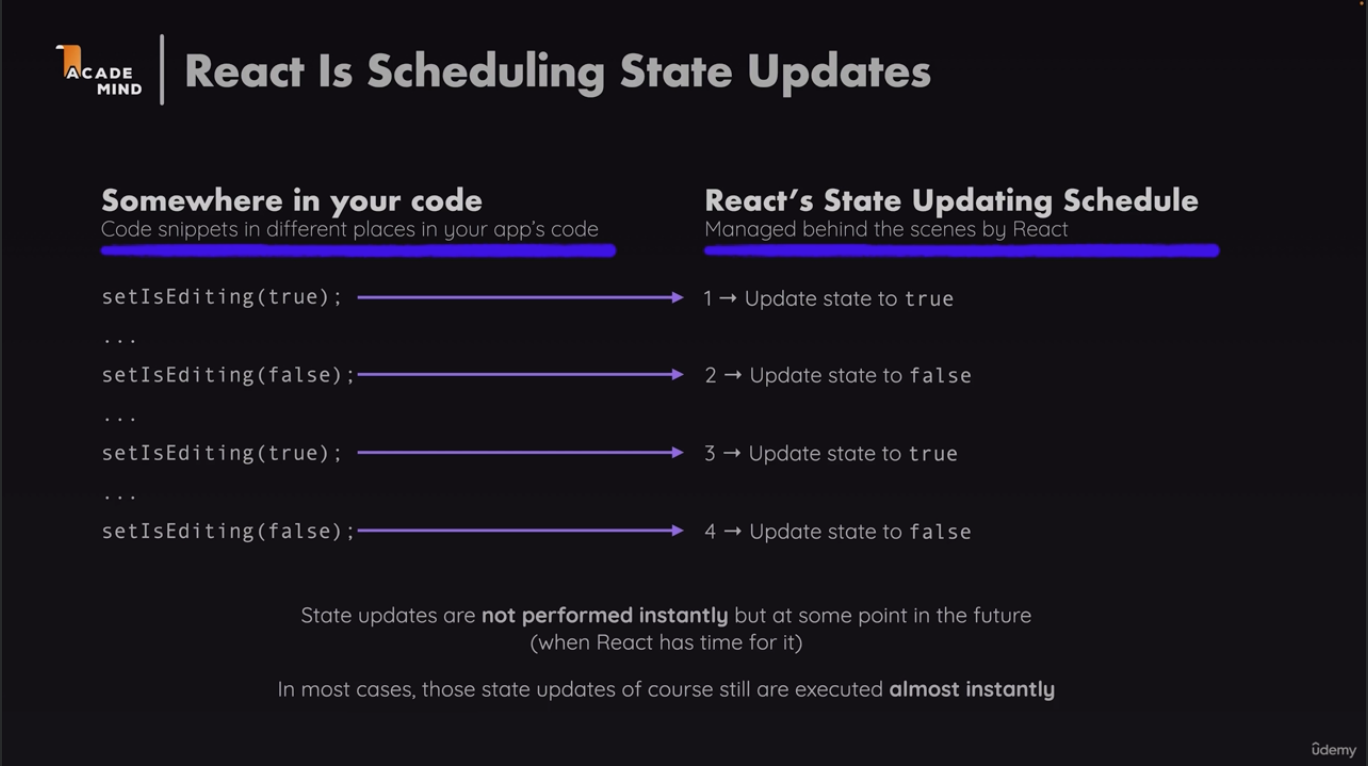 ACADE
MIND
React Is Scheduling State Updates
Somewhere in your code
Code snippets in different places in your app's code
React's State Updating Schedule
Managed behind the scenes by React
setIsEditing(true);
1 → Update state to true
...
setIsEditing(false);
2 → Update state to false
...
setIsEditing(true);
3 → Update state to true
...
setIsEditing(false);
4 → Update state to false
State updates are not performed instantly but at some point in the future
(when React has time for it)
In most cases, those state updates of course still are executed almost instantly
ûdemy